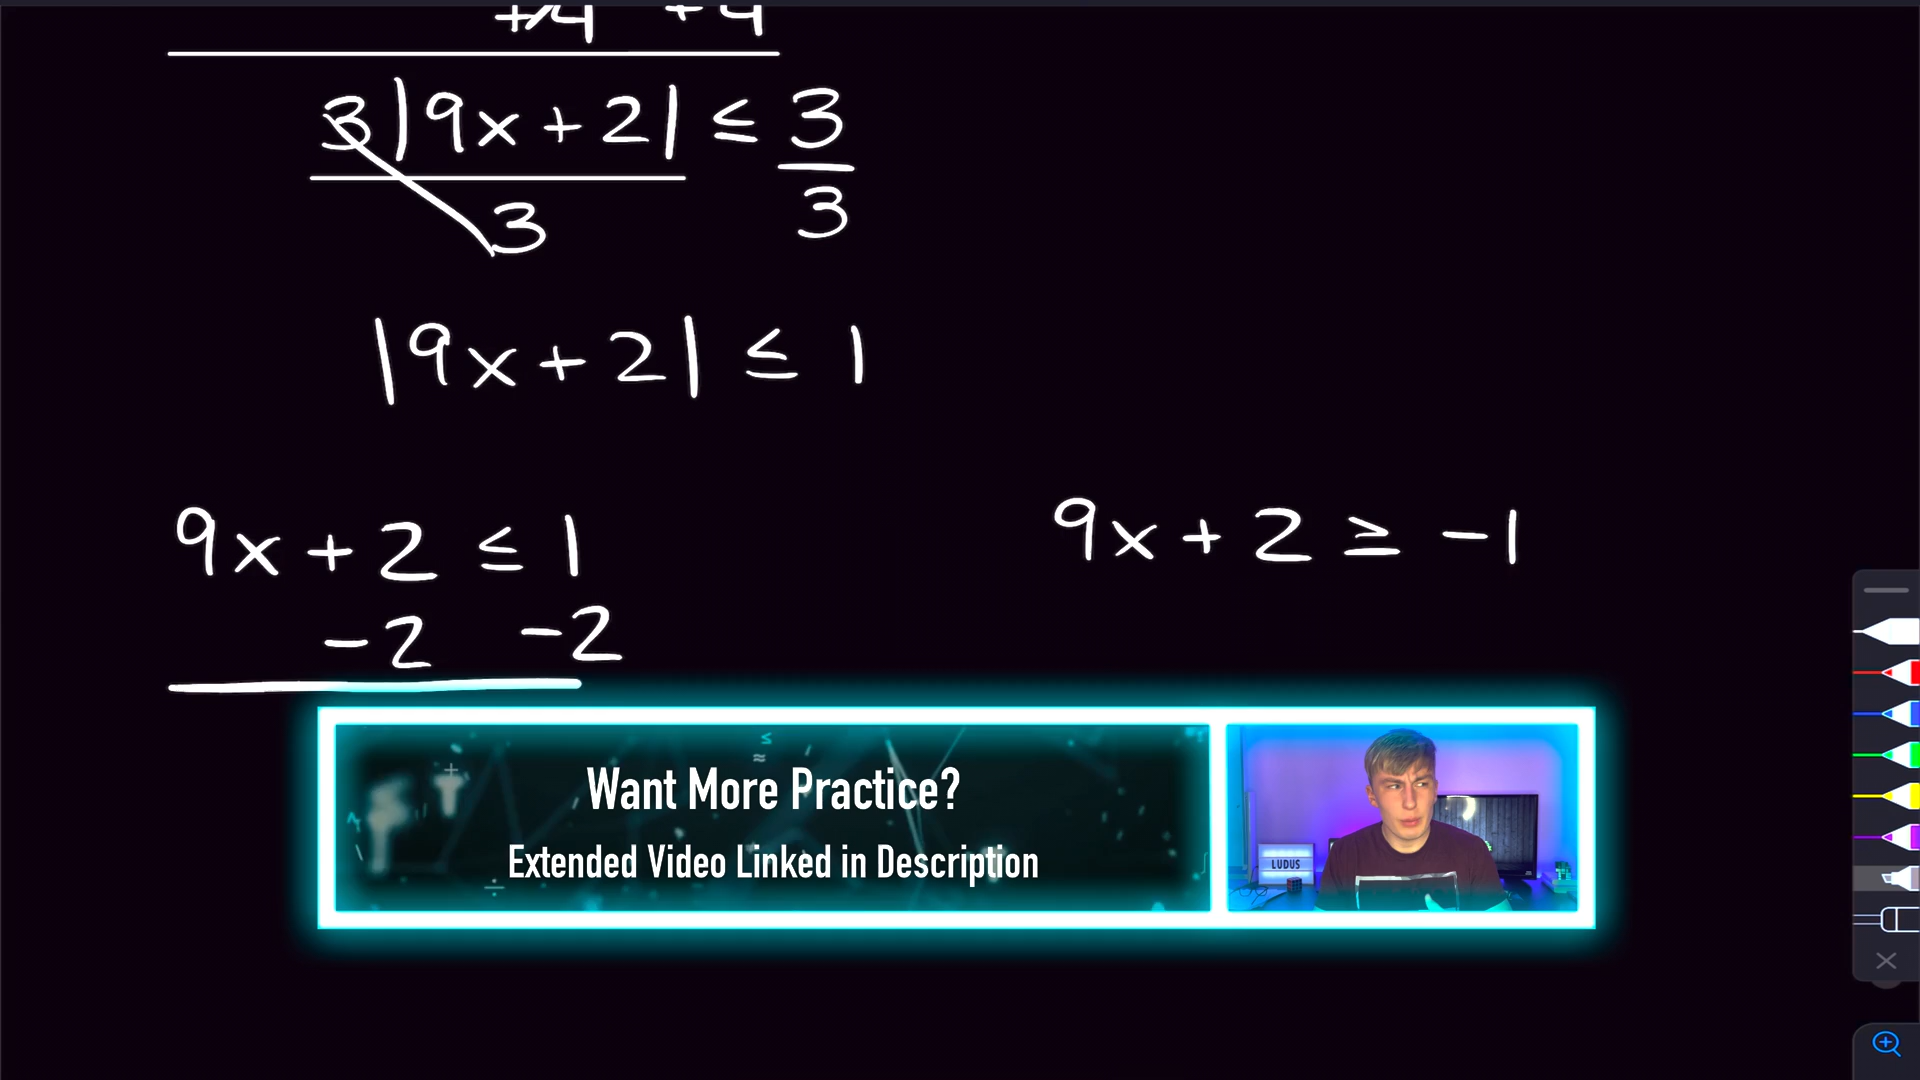 +4 +4
3|9x+2| ≤ 3
3 3
|9x+2| ≤ 1
9x+2 ≤ 1
-2 -2
9x+2 ≥ -1
Want More Practice?
Extended Video Linked in Description
LUDUS